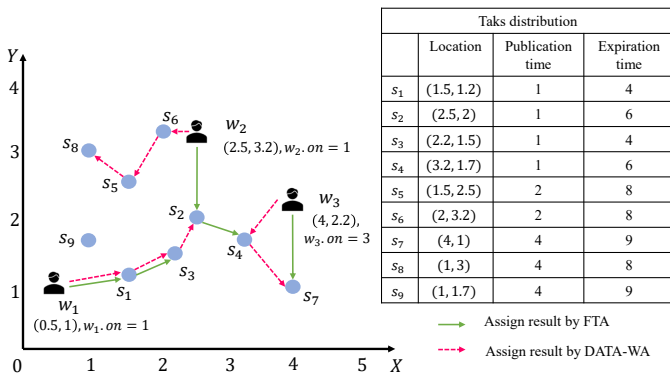 Y
4
3
2
1
0
1
2
3
4
5
X
s₈
s₆
s₅
w₂
(2.5, 3.2), w₂.on = 1
w₃
(4, 2.2),
w₃.on = 3
s₂
s₉
s₄
s₃
s₁
s₇
w₁
(0.5, 1), w₁.on = 1
Taks distribution
Location Publication time Expiration time
s₁ (1.5, 1.2) 1 4
s₂ (2.5, 2) 1 6
s₃ (2.2, 1.5) 1 4
s₄ (3.2, 1.7) 1 6
s₅ (1.5, 2.5) 2 8
s₆ (2, 3.2) 2 8
s₇ (4, 1) 4 9
s₈ (1, 3) 4 8
s₉ (1, 1.7) 4 9
Assign result by FTA
Assign result by DATA-WA